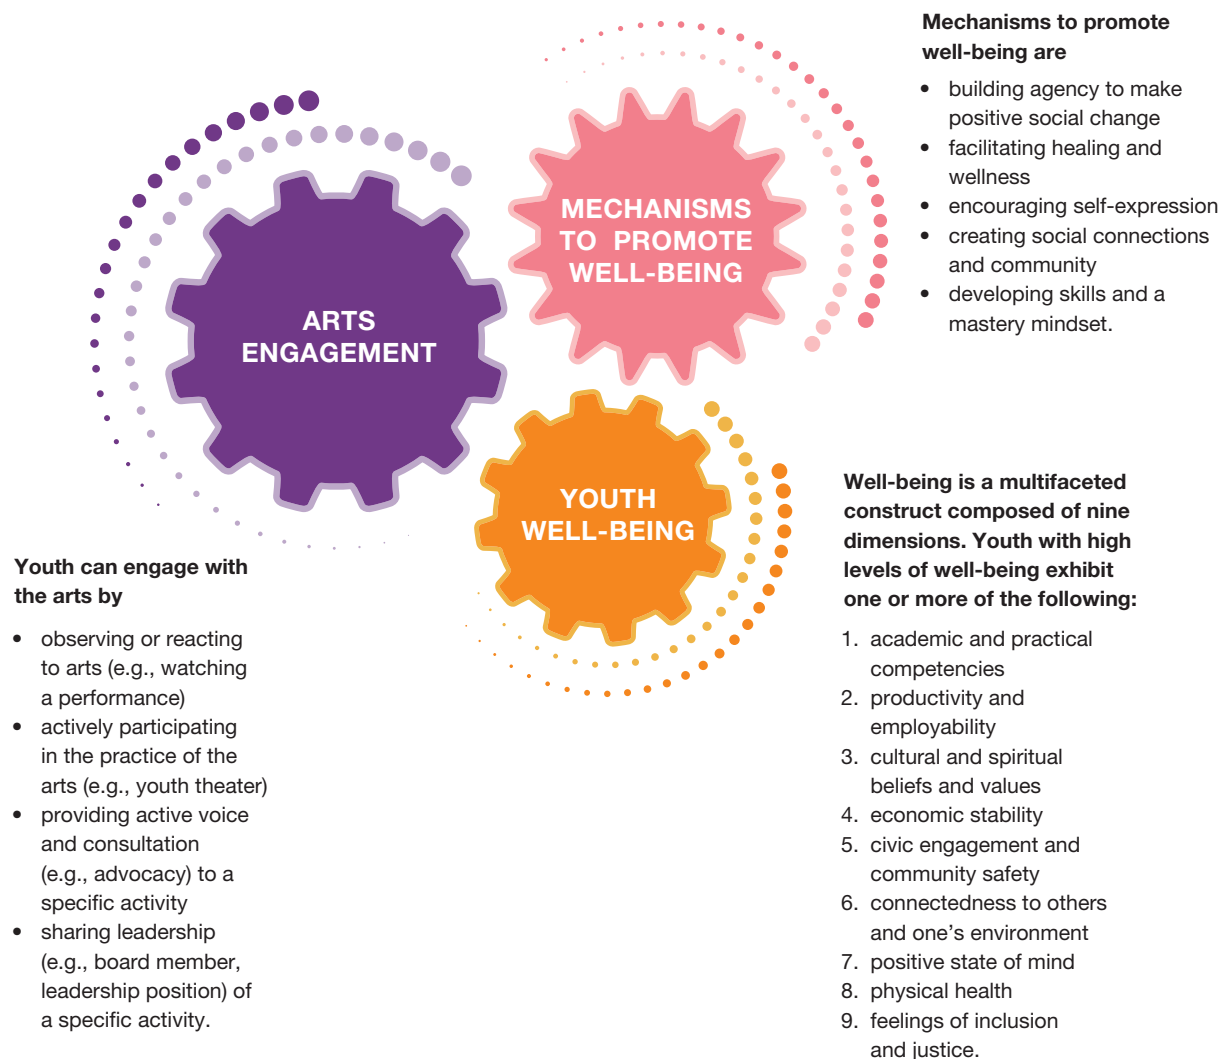 Mechanisms to promote
well-being are
• building agency to make
positive social change
• facilitating healing and
wellness
• encouraging self-expression
• creating social connections
and community
• developing skills and a
mastery mindset.
MECHANISMS
TO PROMOTE
WELL-BEING
ARTS
ENGAGEMENT
YOUTH
WELL-BEING
Youth can engage with
the arts by
• observing or reacting
to arts (e.g., watching
a performance)
• actively participating
in the practice of the
arts (e.g., youth theater)
• providing active voice
and consultation
(e.g., advocacy) to a
specific activity
• sharing leadership
(e.g., board member,
leadership position) of
a specific activity.
Well-being is a multifaceted
construct composed of nine
dimensions. Youth with high
levels of well-being exhibit
one or more of the following:
1. academic and practical
competencies
2. productivity and
employability
3. cultural and spiritual
beliefs and values
4. economic stability
5. civic engagement and
community safety
6. connectedness to others
and one’s environment
7. positive state of mind
8. physical health
9. feelings of inclusion
and justice.